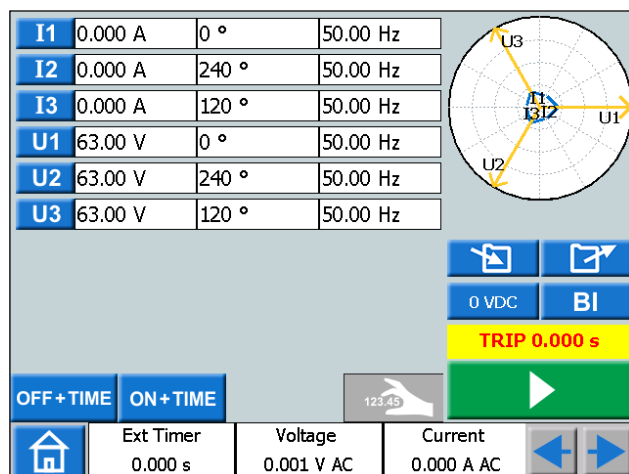 I1 0.000 A 0 ° 50.00 Hz
I2 0.000 A 240 ° 50.00 Hz
I3 0.000 A 120 ° 50.00 Hz
U1 63.00 V 0 ° 50.00 Hz
U2 63.00 V 240 ° 50.00 Hz
U3 63.00 V 120 ° 50.00 Hz
U3
I1
I3 I2
U1
U2
0 VDC BI
TRIP 0.000 s
OFF+TIME ON+TIME 123.45
Ext Timer Voltage Current
0.000 s 0.001 V AC 0.000 A AC